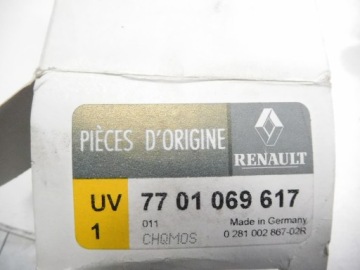 PIÈCES D'ORIGINE
RENAULT
UV 77 01 069 617
1 011 Made in Germany
CHQMOS 0 281 002 867-02R